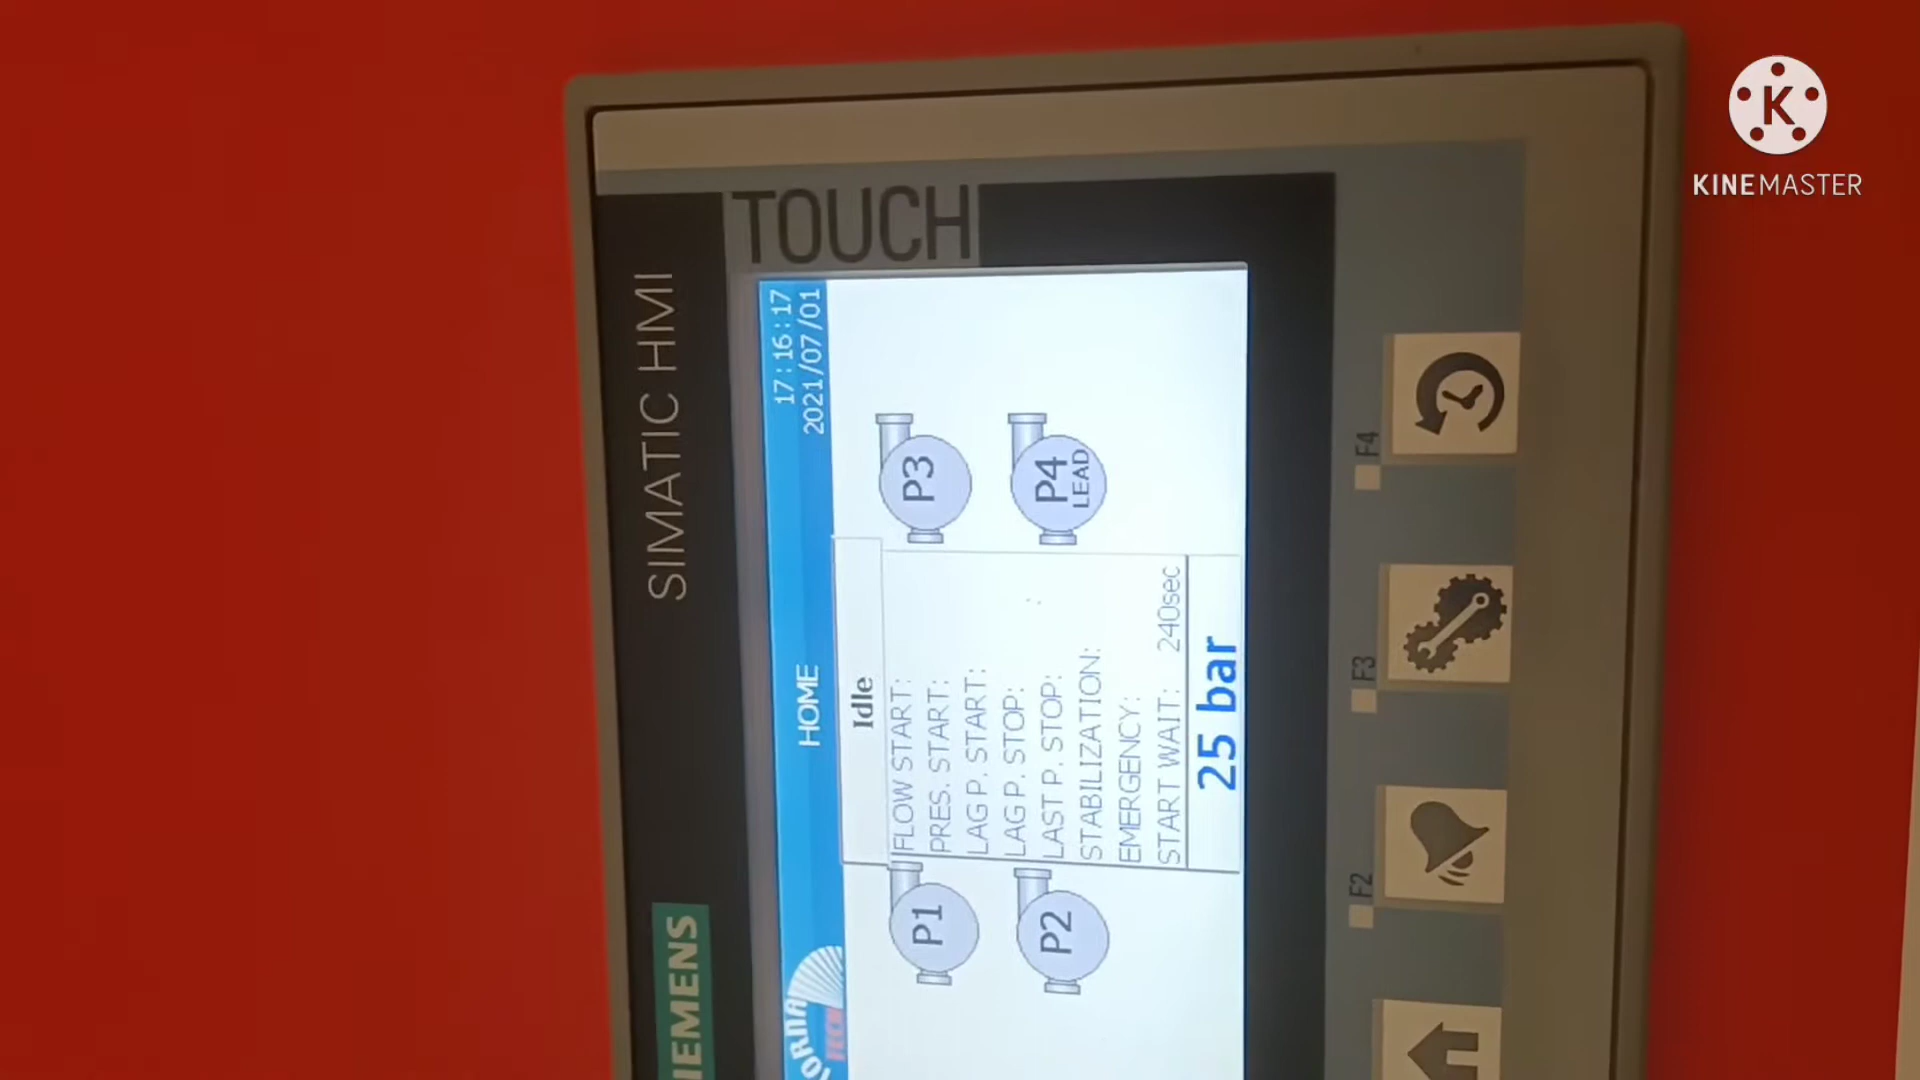 SIEMENS
SIMATIC HMI
TOUCH
HOME
17:16:17
2021/07/01
Idle
P1
P3
FLOW START:
PRES. START:
LAG P. START:
LAG P. STOP:
LAST P. STOP:
STABILIZATION:
EMERGENCY:
START WAIT: 240sec
P2
P4
LEAD
25 bar
F2
F3
F4
K
KINEMASTER